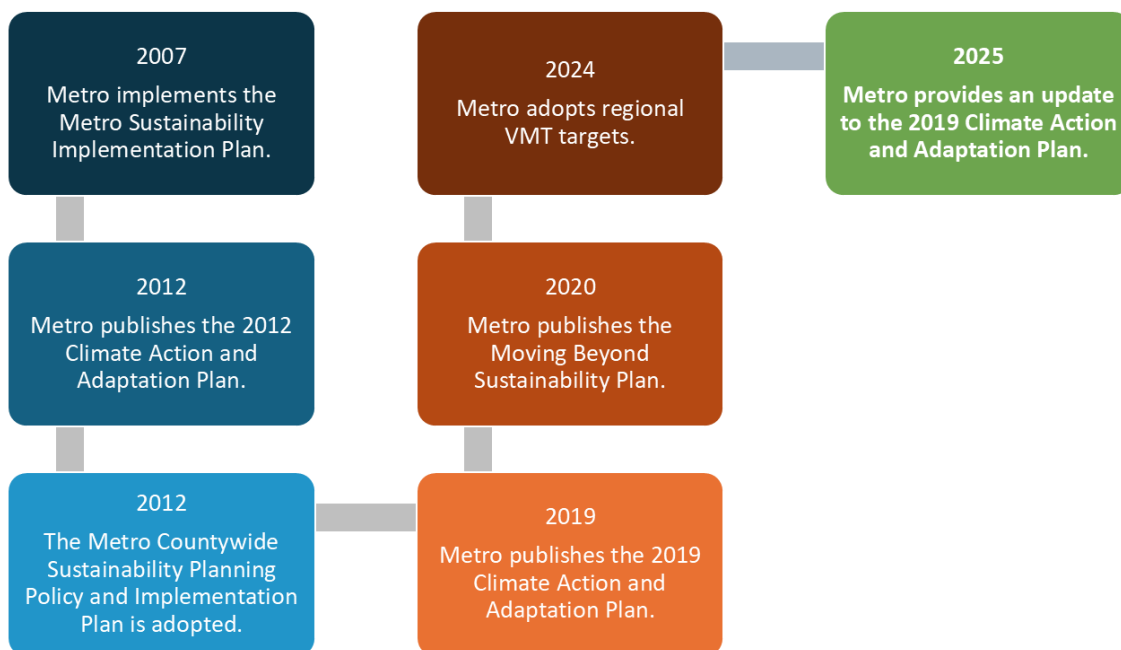 2007
Metro implements the
Metro Sustainability
Implementation Plan.
2012
Metro publishes the 2012
Climate Action and
Adaptation Plan.
2012
The Metro Countywide
Sustainability Planning
Policy and Implementation
Plan is adopted.
2019
Metro publishes the 2019
Climate Action and
Adaptation Plan.
2020
Metro publishes the
Moving Beyond
Sustainability Plan.
2024
Metro adopts regional
VMT targets.
2025
Metro provides an update
to the 2019 Climate Action
and Adaptation Plan.